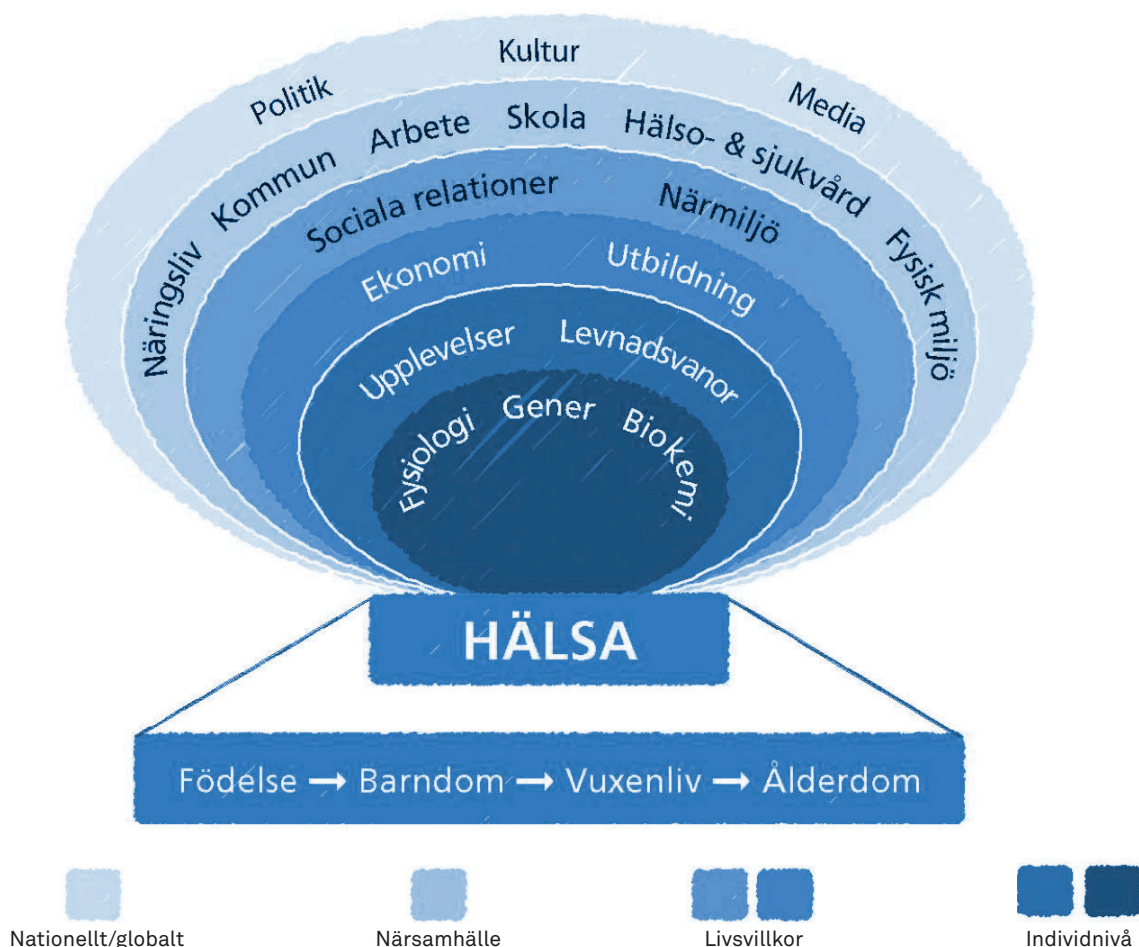 Kultur
Politik
Media
Näringsliv Kommun Arbete Skola Hälso- & sjukvård Fysisk miljö
Sociala relationer Närmiljö
Ekonomi Utbildning
Upplevelser Levnadsvanor
Fysiologi Gener Biokemi
HÄLSA
Födelse → Barndom → Vuxenliv → Ålderdom
Nationellt/globalt Närsamhälle Livsvillkor Individnivå